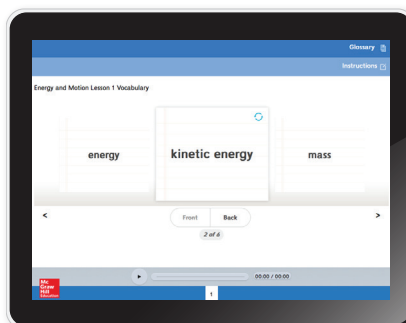 Glossary
Instructions
Energy and Motion Lesson 1 Vocabulary
energy
kinetic energy
mass
<
>
Front Back
2 of 6
00:00 / 00:00
Mc
Graw
Hill
Education
1